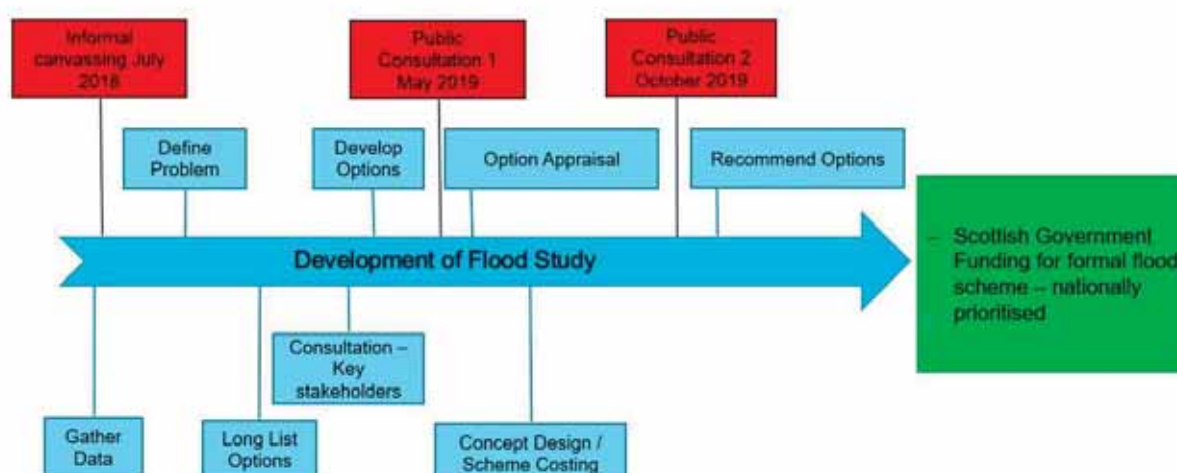 Informal
canvassing July
2018
Public
Consultation 1
May 2019
Public
Consultation 2
October 2019
Define
Problem
Develop
Options
Option Appraisal
Recommend Options
Development of Flood Study
– Scottish Government
Funding for formal flood
scheme – nationally
prioritised
Consultation –
Key
stakeholders
Gather
Data
Long List
Options
Concept Design /
Scheme Costing